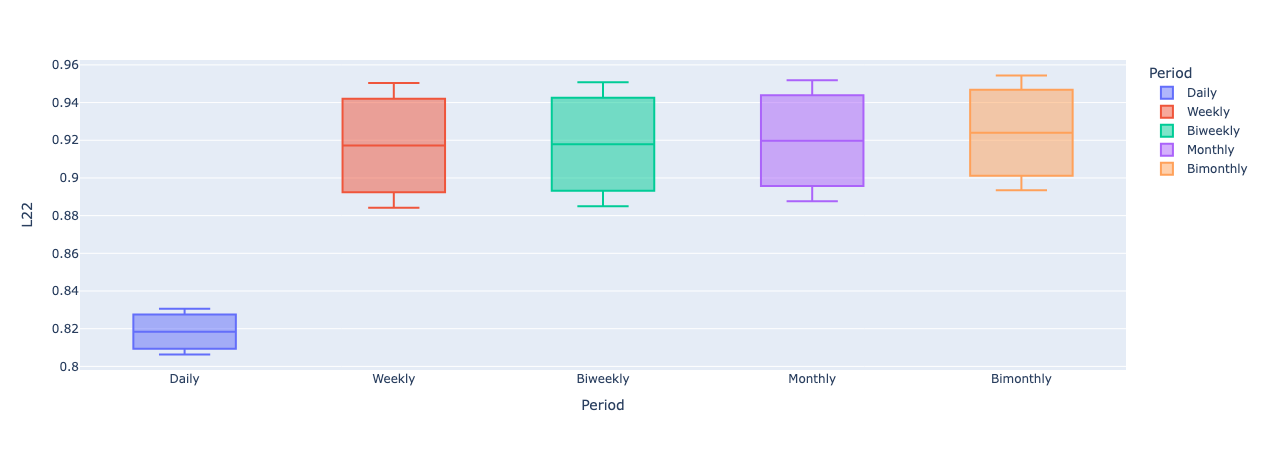 0.96
0.94
0.92
0.9
0.88
0.86
0.84
0.82
0.8
L22
Daily
Weekly
Biweekly
Monthly
Bimonthly
Period
Period
Daily
Weekly
Biweekly
Monthly
Bimonthly